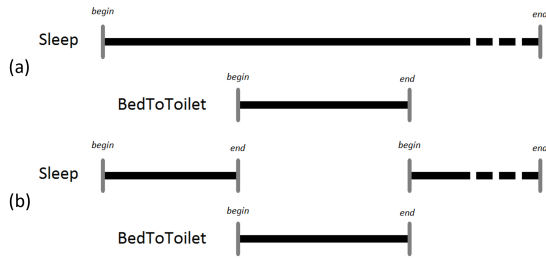 begin end
Sleep
(a)
begin end
BedToToilet
begin end begin end
Sleep
(b)
begin end
BedToToilet